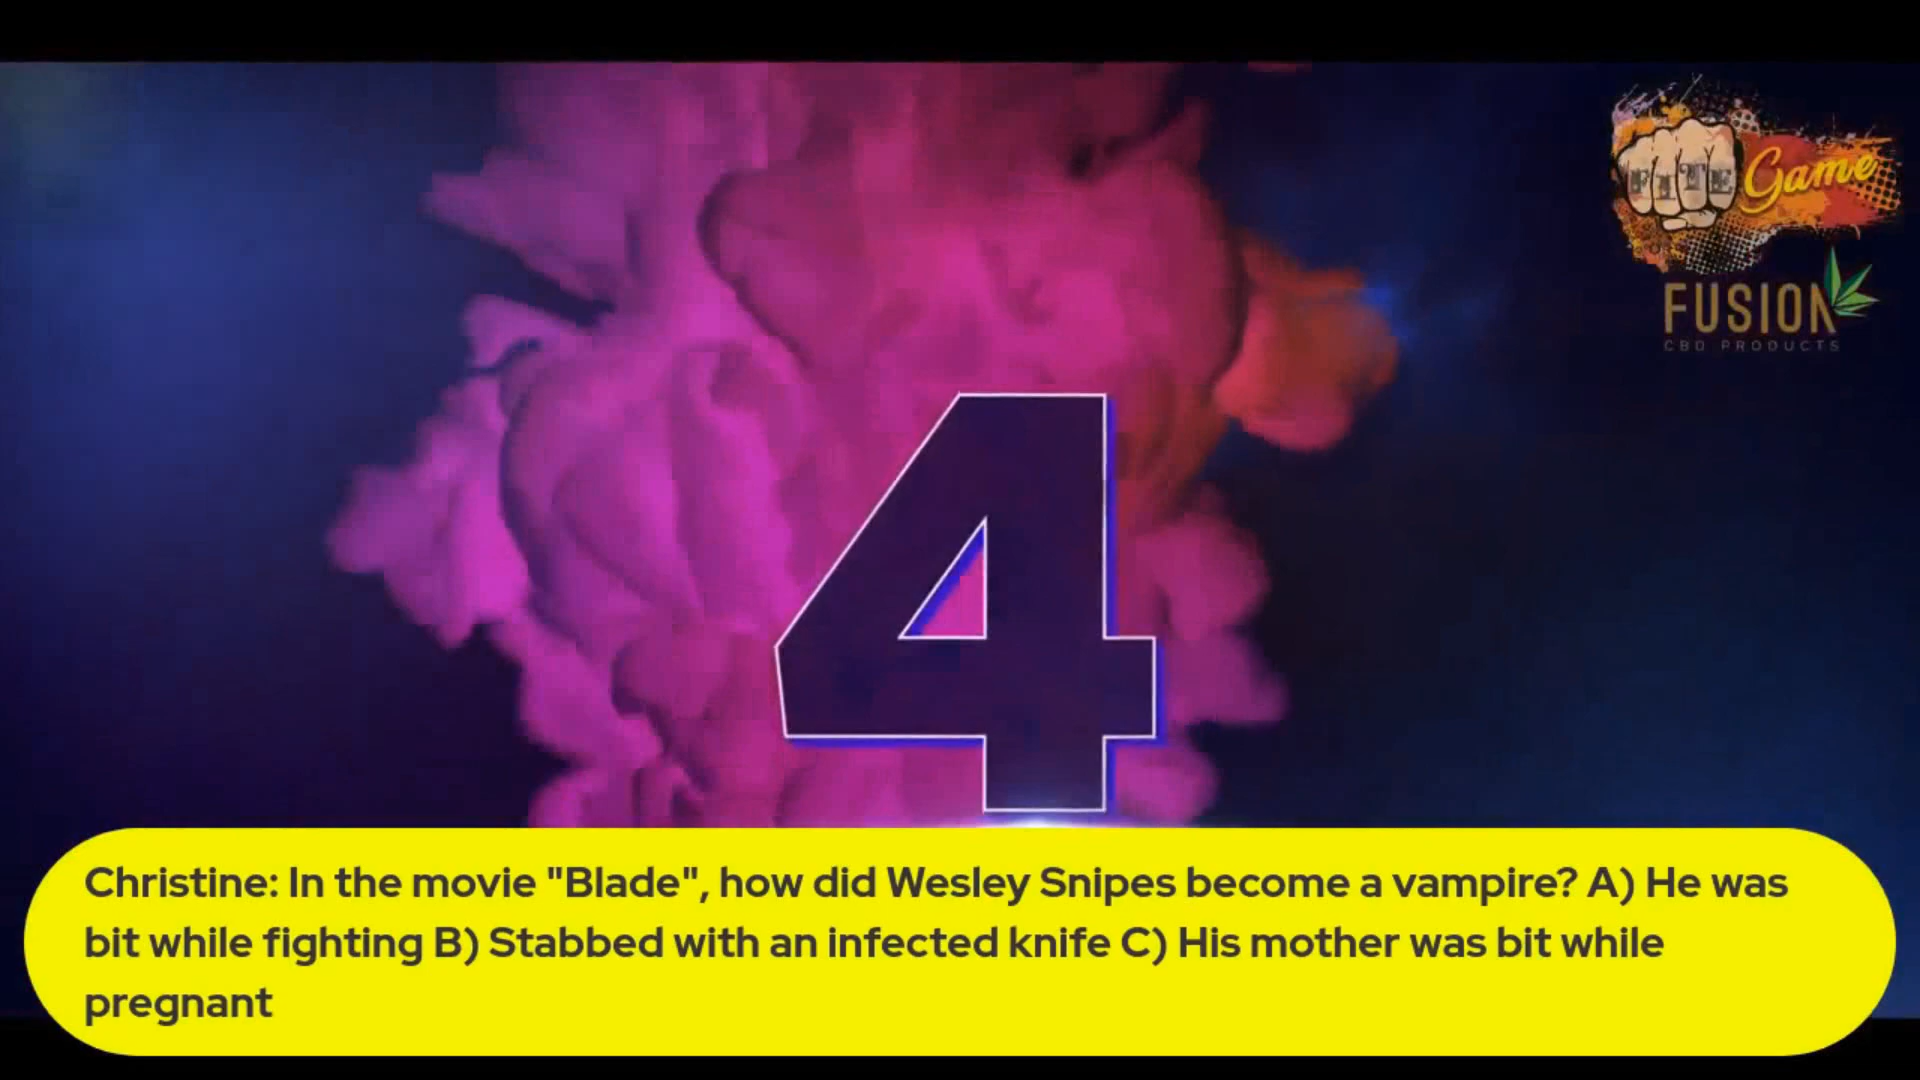 FITE Game
FUSION
CBD PRODUCTS
4
Christine: In the movie "Blade", how did Wesley Snipes become a vampire? A) He was
bit while fighting B) Stabbed with an infected knife C) His mother was bit while
pregnant